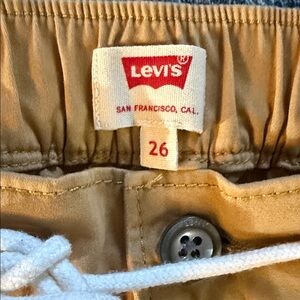 LEVI'S®
SAN FRANCISCO, CAL.
26